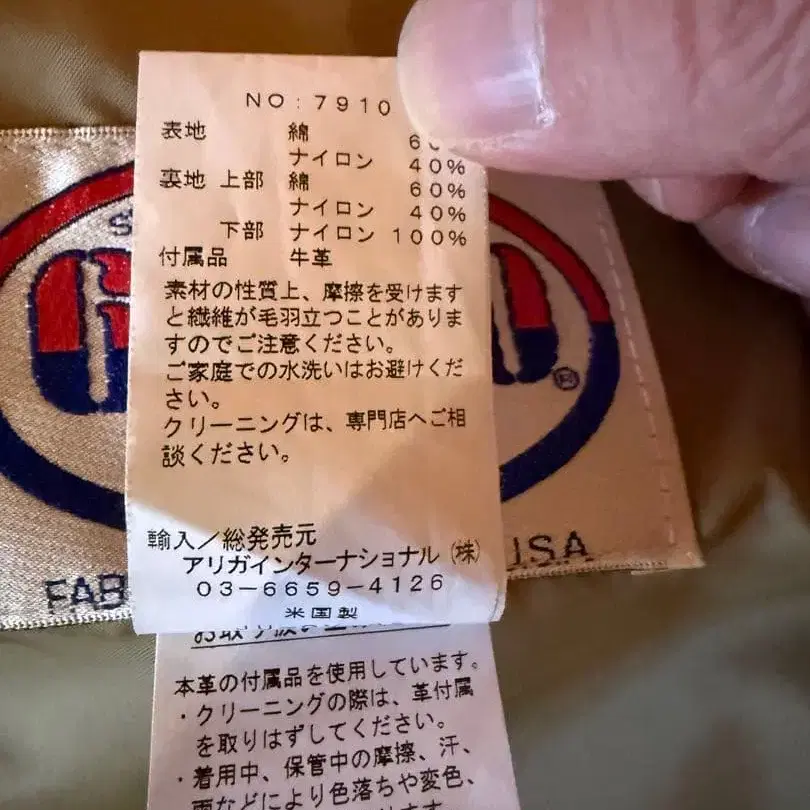 NO:7910
表地 綿
ナイロン 40%
裏地 上部 綿 60%
ナイロン 40%
下部 ナイロン 100%
付属品 牛革
素材の性質上、摩擦を受けます
と繊維が毛羽立つことがありま
すのでご注意ください。
ご家庭での水洗いはお避けくだ
さい。
クリーニングは、専門店へご相
談ください。
輸入/総発売元
アリガインターナショナル(株)
03-6659-4126
米国製
USA
本革の付属品を使用しています。
・クリーニングの際は、革付属
を取りはずしてください。
・着用中、保管中の摩擦、汗、
雨などにより色落ちや変色、